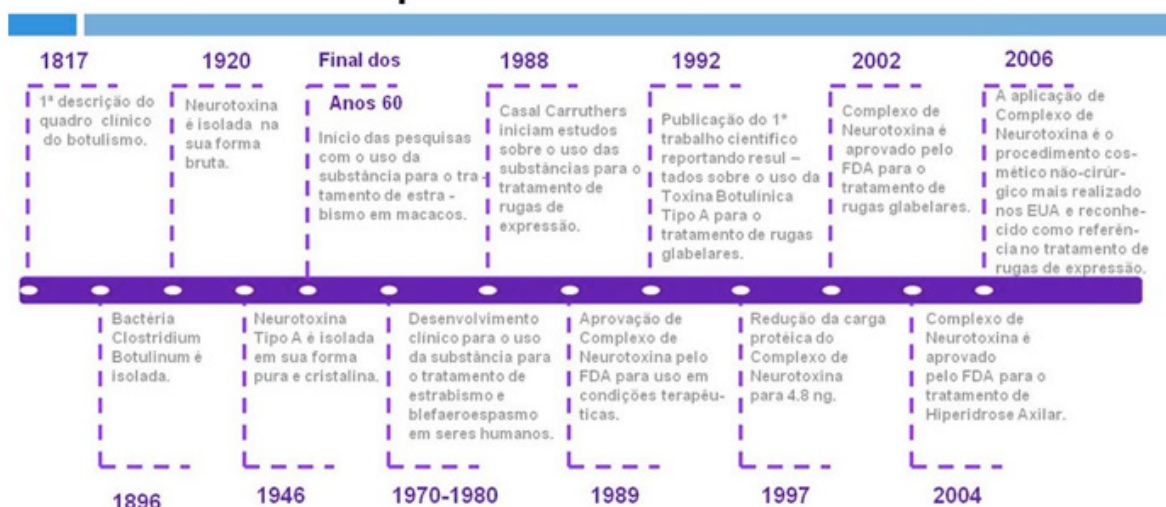 1817
1ª descrição do
quadro clínico
do botulismo.
1920
Neurotoxina
é isolada na
sua forma
bruta.
Final dos
Anos 60
Início das pesquisas
com o uso da
substância para o tra -
tamento de estra -
bismo em macacos.
1988
Casal Carruthers
iniciam estudos
sobre o uso das
substâncias para o
tratamento de
rugas de
expressão.
1992
Publicação do 1º
trabalho científico
reportando resul –
tados sobre o uso da
Toxina Botulínica
Tipo A para o
tratamento de rugas
glabelares.
2002
Complexo de
Neurotoxina é
aprovado pelo
FDA para o
tratamento de
rugas glabelares.
2006
A aplicação de
Complexo de
Neurotoxina é o
procedimento cos-
mético não-cirúr-
gico mais realizado
nos EUA e reconhe-
cido como referên-
cia no tratamento de
rugas de expressão.
Bactéria
Clostridium
Botulinum é
isolada.
1896
Neurotoxina
Tipo A é isolada
em sua forma
pura e cristalina.
1946
Desenvolvimento
clínico para o uso
da substância para
o tratamento de
estrabismo e
blefaeroespasmo
em seres humanos.
1970-1980
Aprovação de
Complexo de
Neurotoxina pelo
FDA para uso em
condições terapêu-
ticas.
1989
Redução da carga
protéica do
Complexo de
Neurotoxina
para 4,8 ng.
1997
Complexo de
Neurotoxina é
aprovado
pelo FDA para o
tratamento de
Hiperidrose Axilar.
2004